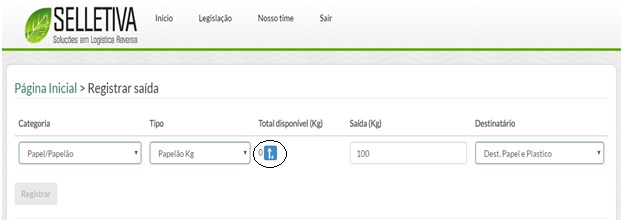 SELLETIVA
Soluções em Logística Reversa
Início Legislação Nosso time Sair
Página Inicial > Registrar saída
Categoria Tipo Total disponível (Kg) Saída (Kg) Destinatário
Papel/Papelão Papelão Kg 0 100 Dest. Papel e Plastico
Registrar